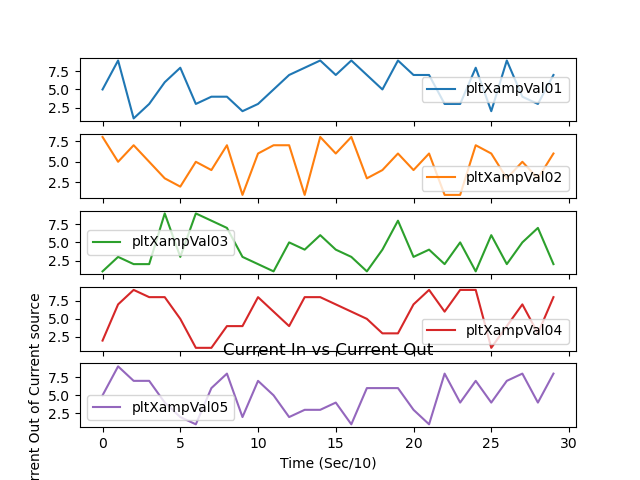 7.5
5.0
2.5
pltXampVal01
7.5
5.0
2.5
pltXampVal02
7.5
5.0
2.5
pltXampVal03
7.5
5.0
2.5
pltXampVal04
Current In vs Current Out
7.5
5.0
2.5
pltXampVal05
0 5 10 15 20 25 30
Time (Sec/10)
Out of Current source